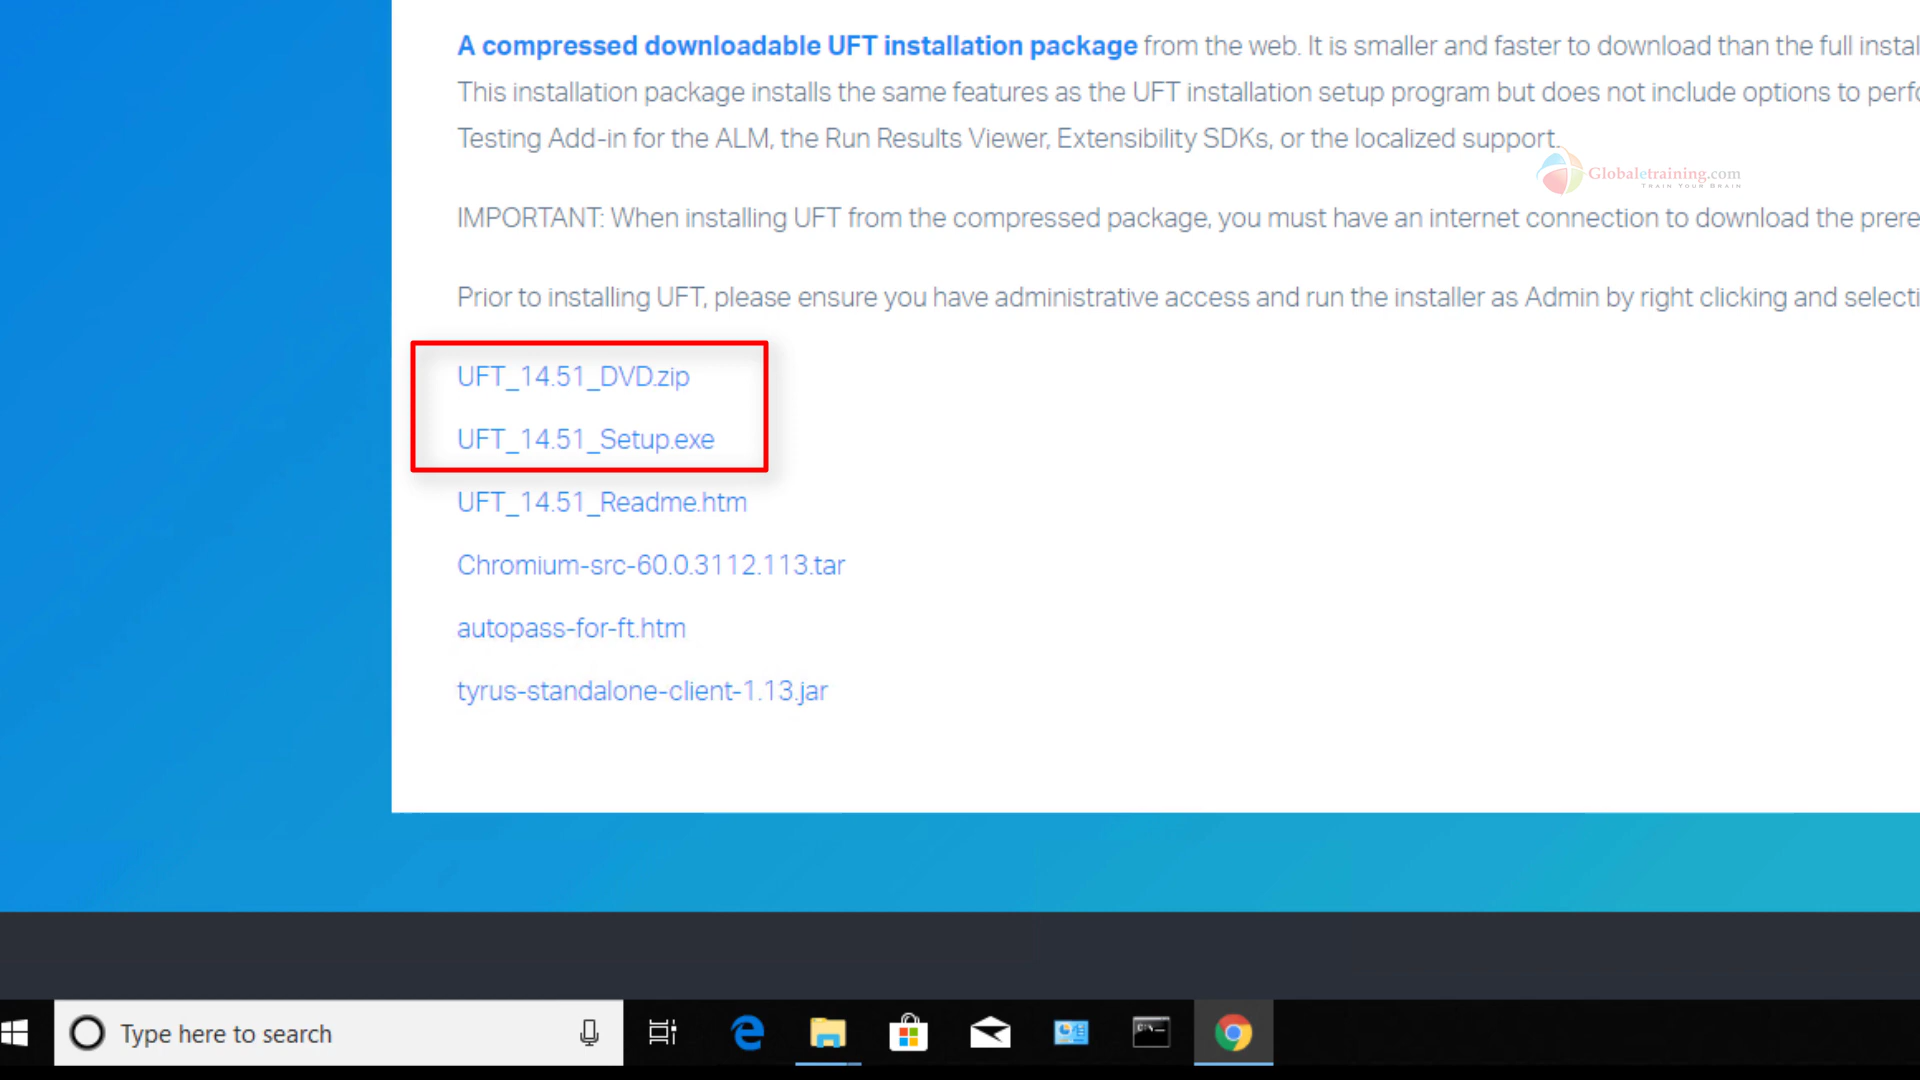 A compressed downloadable UFT installation package from the web. It is smaller and faster to download than the full instal
This installation package installs the same features as the UFT installation setup program but does not include options to perfo
Testing Add-in for the ALM, the Run Results Viewer, Extensibility SDKs, or the localized support.
Globaletraining.com
TRAIN YOUR BRAIN
IMPORTANT: When installing UFT from the compressed package, you must have an internet connection to download the prere
Prior to installing UFT, please ensure you have administrative access and run the installer as Admin by right clicking and selecti
UFT_14.51_DVD.zip
UFT_14.51_Setup.exe
UFT_14.51_Readme.htm
Chromium-src-60.0.3112.113.tar
autopass-for-ft.htm
tyrus-standalone-client-1.13.jar
Type here to search